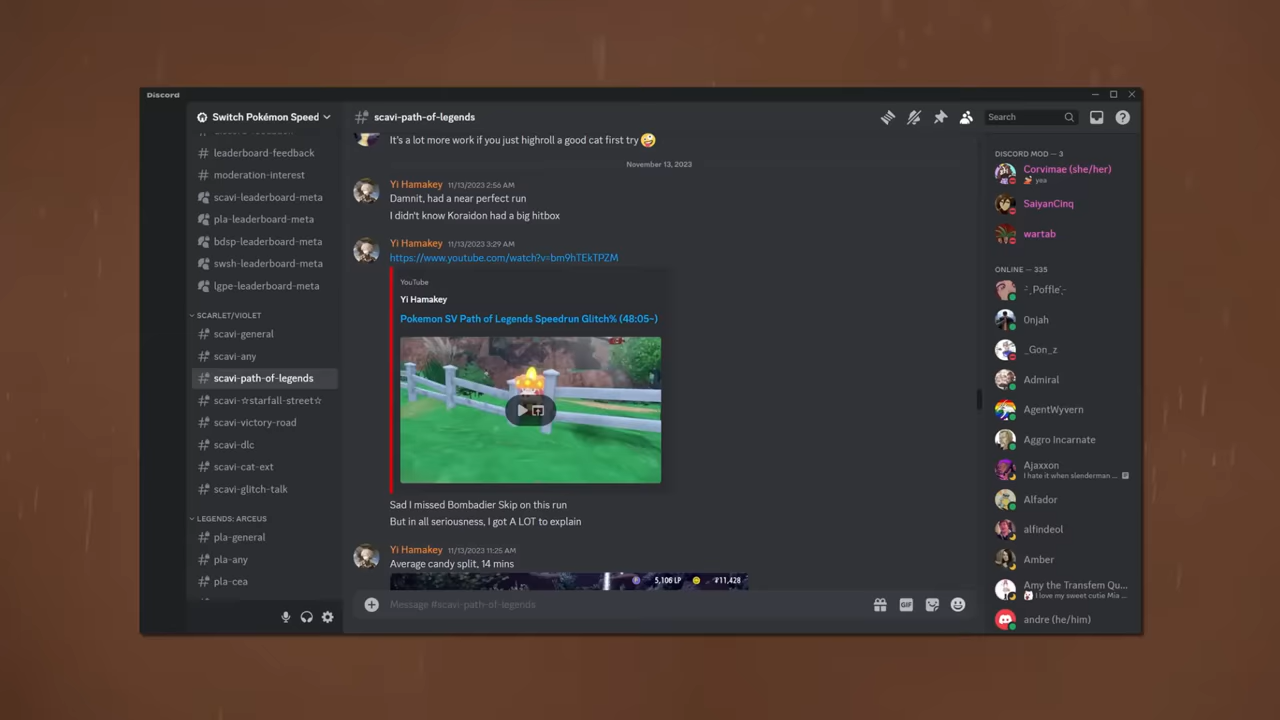 Discord
Switch Pokémon Speed
leaderboard-feedback
moderation-interest
scavi-leaderboard-meta
pla-leaderboard-meta
bdsp-leaderboard-meta
swsh-leaderboard-meta
lgpe-leaderboard-meta
SCARLET/VIOLET
scavi-general
scavi-any
scavi-path-of-legends
scavi-☆starfall-street☆
scavi-victory-road
scavi-dlc
scavi-cat-ext
scavi-glitch-talk
LEGENDS: ARCEUS
pla-general
pla-any
pla-cea
scavi-path-of-legends
Search
It's a lot more work if you just highroll a good cat first try 🤪
November 13, 2023
Yi Hamakey 11/13/2023 2:56 AM
Damnit, had a near perfect run
I didn't know Koraidon had a big hitbox
Yi Hamakey 11/13/2023 3:29 AM
https://www.youtube.com/watch?v=bm9hTEkTPZM
YouTube
Yi Hamakey
Pokemon SV Path of Legends Speedrun Glitch% (48:05~)
Sad I missed Bombadier Skip on this run
But in all seriousness, I got A LOT to explain
Yi Hamakey 11/13/2023 11:25 AM
Average candy split, 14 mins
5,106 LP
₽11,428
Message #scavi-path-of-legends
GIF
DISCORD MOD — 3
Corvimae (she/her)
yea
SaiyanCinq
wartab
ONLINE — 335
Poffle
0njah
_Gon_z
Admiral
AgentWyvern
Aggro Incarnate
Ajaxxon
I hate it when slenderman ...
Alfador
alfindeol
Amber
Amy the Transfem Qu...
I love my sweet cutie Mia ...
andre (he/him)